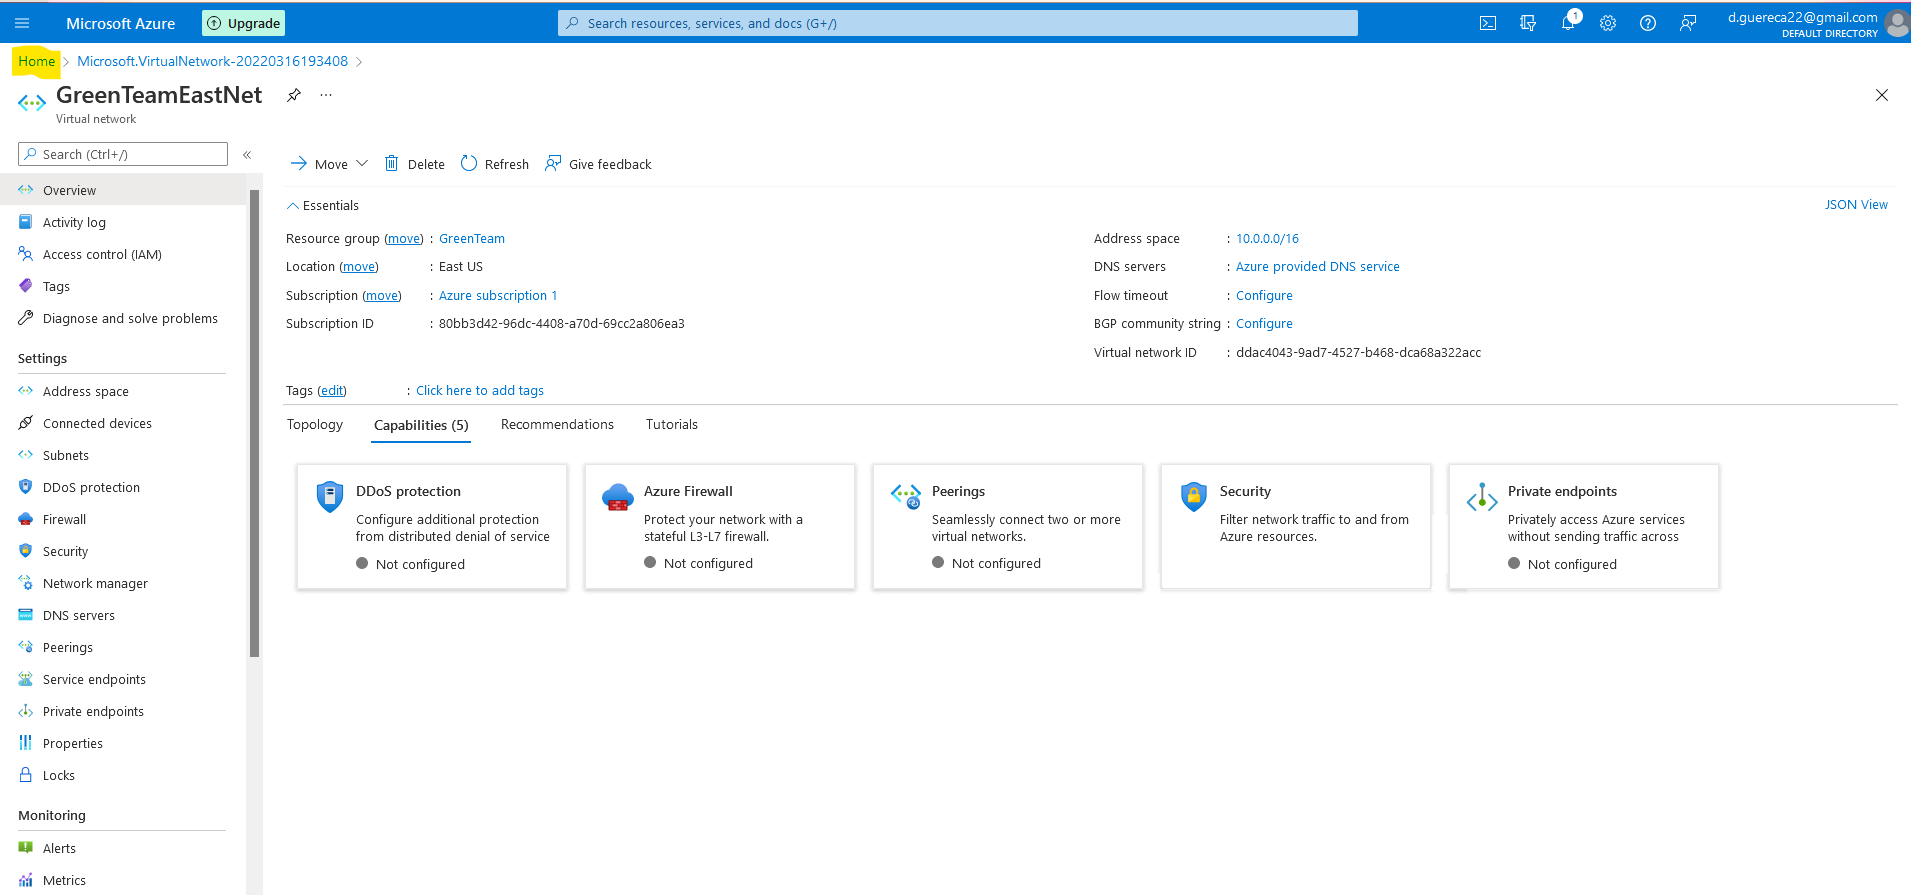 Microsoft Azure
Upgrade
Search resources, services, and docs (G+/)
1
d.guereca22@gmail.com
DEFAULT DIRECTORY
Home > Microsoft.VirtualNetwork-20220316193408 >
GreenTeamEastNet
...
Virtual network
Search (Ctrl+/)
«
Overview
Activity log
Access control (IAM)
Tags
Diagnose and solve problems
Settings
Address space
Connected devices
Subnets
DDoS protection
Firewall
Security
Network manager
DNS servers
Peerings
Service endpoints
Private endpoints
Properties
Locks
Monitoring
Alerts
Metrics
Move
Delete
Refresh
Give feedback
Essentials
JSON View
Resource group (move) : GreenTeam
Location (move) : East US
Subscription (move) : Azure subscription 1
Subscription ID : 80bb3d42-96dc-4408-a70d-69cc2a806ea3
Address space : 10.0.0.0/16
DNS servers : Azure provided DNS service
Flow timeout : Configure
BGP community string : Configure
Virtual network ID : ddac4043-9ad7-4527-b468-dca68a322acc
Tags (edit) : Click here to add tags
Topology
Capabilities (5)
Recommendations
Tutorials
DDoS protection
Configure additional protection
from distributed denial of service
Not configured
Azure Firewall
Protect your network with a
stateful L3-L7 firewall.
Not configured
Peerings
Seamlessly connect two or more
virtual networks.
Not configured
Security
Filter network traffic to and from
Azure resources.
Private endpoints
Privately access Azure services
without sending traffic across
Not configured